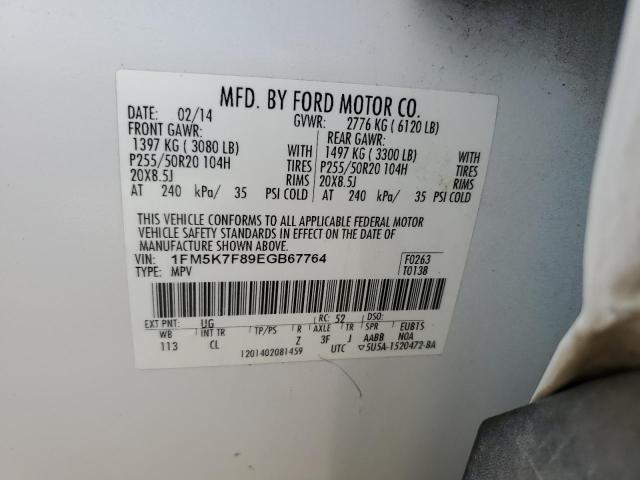 MFD. BY FORD MOTOR CO.
DATE: 02/14 GVWR: 2776 KG ( 6120 LB)
FRONT GAWR: REAR GAWR:
1397 KG ( 3080 LB) WITH 1497 KG ( 3300 LB) WITH
P255/50R20 104H TIRES P255/50R20 104H TIRES
20X8.5J RIMS 20X8.5J RIMS
AT 240 kPa/ 35 PSI COLD AT 240 kPa/ 35 PSI COLD
THIS VEHICLE CONFORMS TO ALL APPLICABLE FEDERAL MOTOR
VEHICLE SAFETY STANDARDS IN EFFECT ON THE DATE OF
MANUFACTURE SHOWN ABOVE.
VIN: 1FM5K7F89EGB67764 F0263
TYPE: MPV T0138
EXT PNT: UG RC: 52 DSO:
WB INT TR TP/PS R AXLE TR SPR EUBTS
113 CL Z 3F J AABB N0A
1201402081459 UTC ▽5U5A-1520472-BA